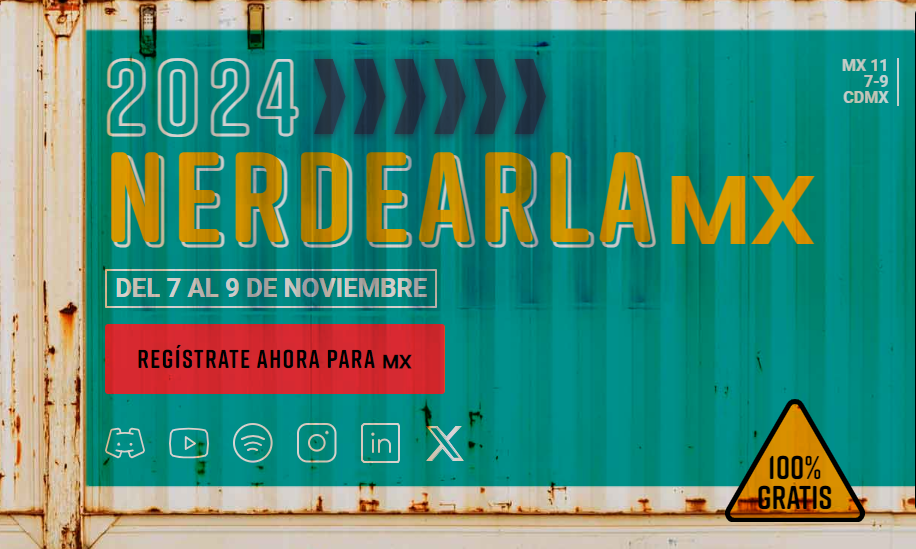 2024
NERDEARLA MX
DEL 7 AL 9 DE NOVIEMBRE
REGÍSTRATE AHORA PARA MX
in
MX 11
7-9
CDMX
100%
GRATIS